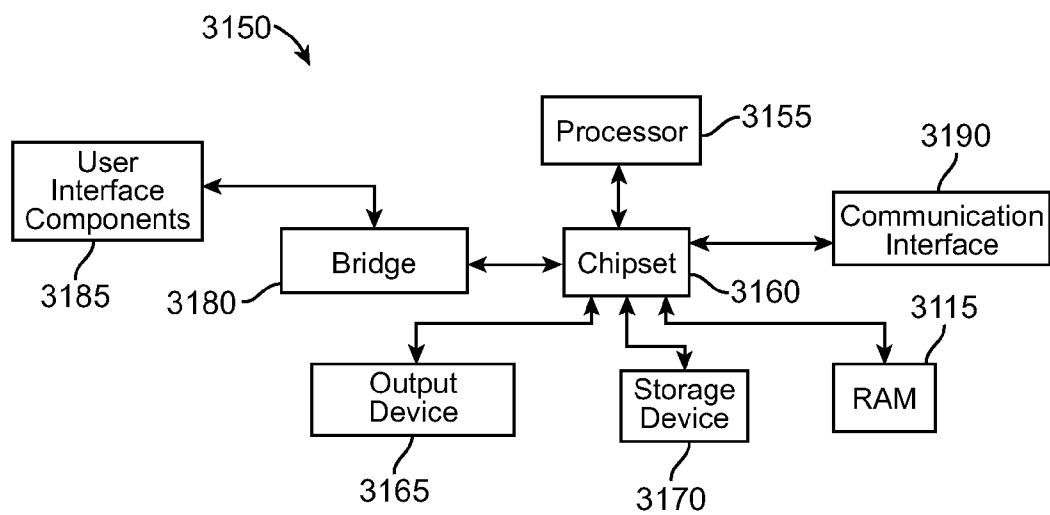 3150
Processor
3155
3190
User
Interface
Components
Communication
Interface
Bridge
Chipset
3185
3180
3160
3115
Output
Device
Storage
Device
RAM
3165
3170